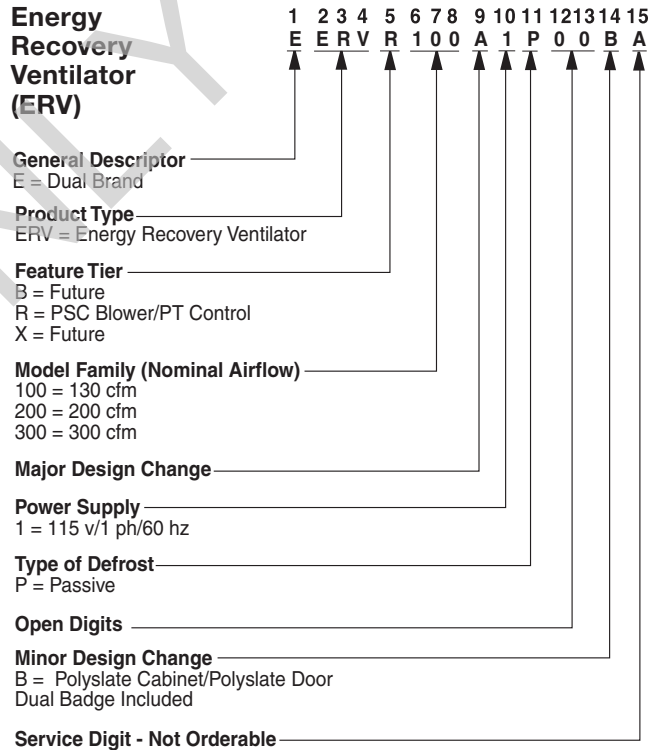 Energy
Recovery
Ventilator
(ERV)
1 2 3 4 5 6 7 8 9 10 11 12 13 14 15
E E R V R 1 0 0 A 1 P 0 0 B A
General Descriptor
E = Dual Brand
Product Type
ERV = Energy Recovery Ventilator
Feature Tier
B = Future
R = PSC Blower/PT Control
X = Future
Model Family (Nominal Airflow)
100 = 130 cfm
200 = 200 cfm
300 = 300 cfm
Major Design Change
Power Supply
1 = 115 v/1 ph/60 hz
Type of Defrost
P = Passive
Open Digits
Minor Design Change
B = Polyslate Cabinet/Polyslate Door
Dual Badge Included
Service Digit - Not Orderable
NLY